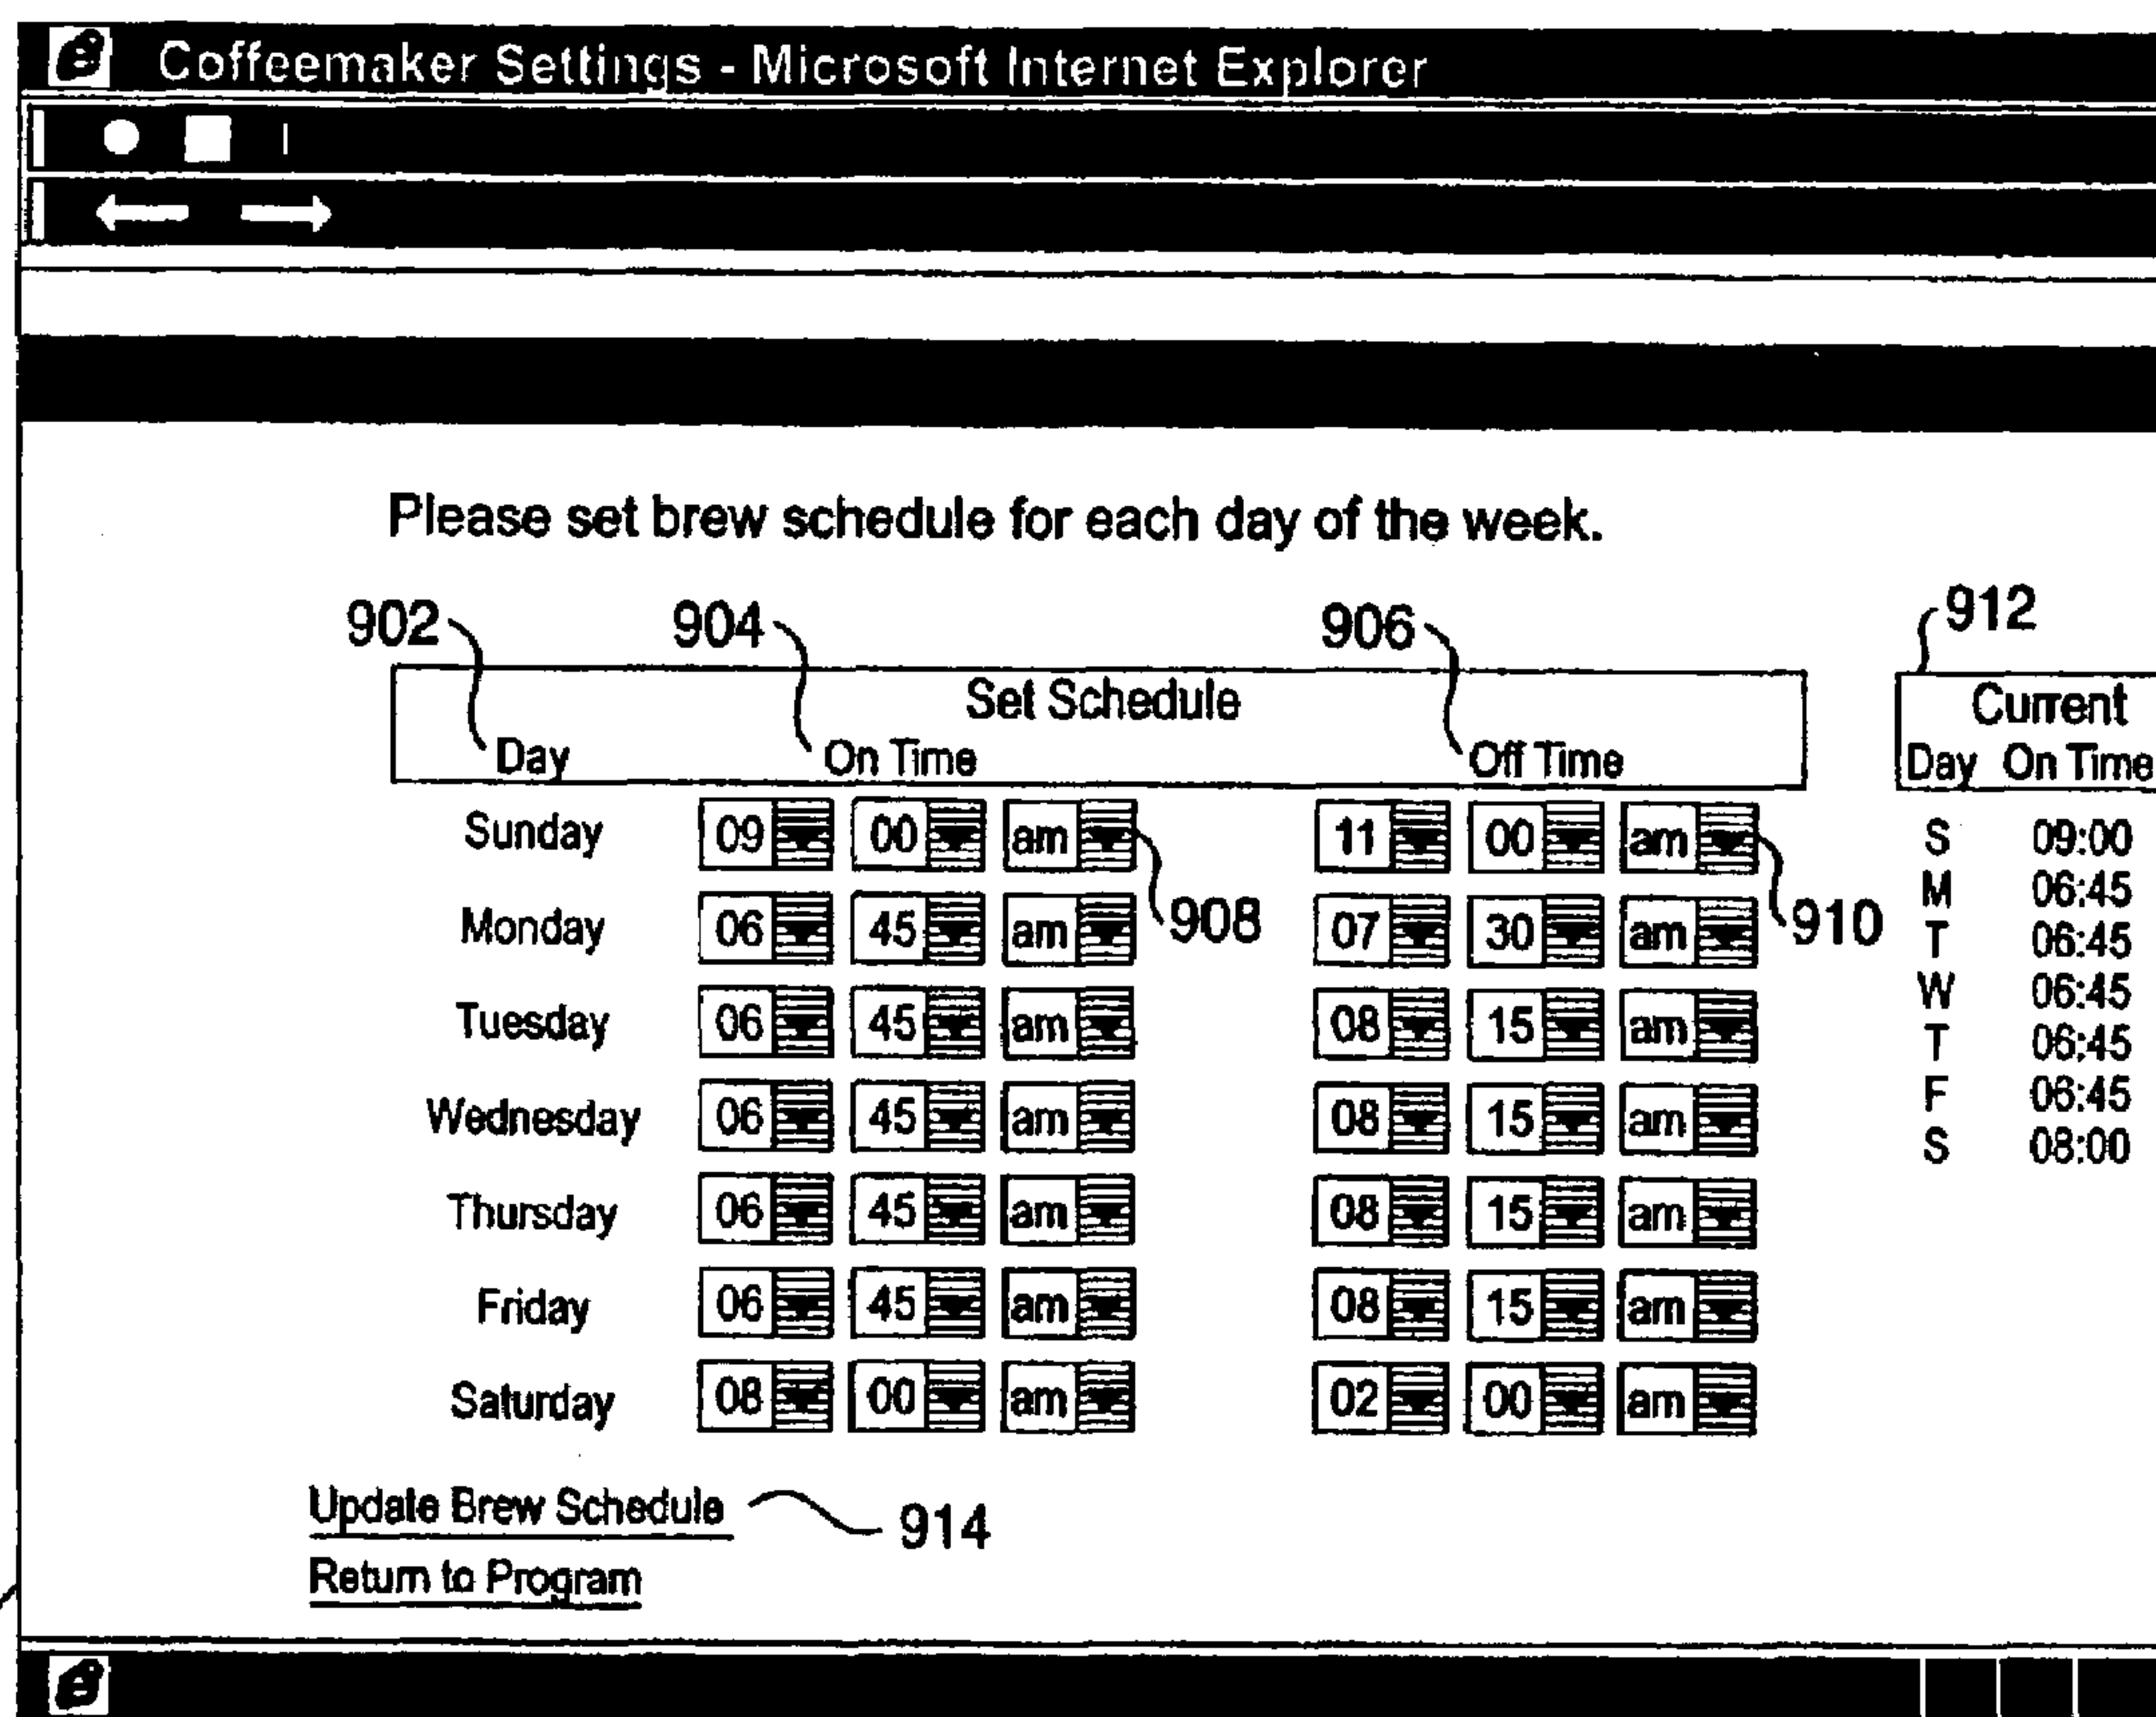 Coffeemaker Settings - Microsoft Internet Explorer
Please set brew schedule for each day of the week.
902 904 906 912
Set Schedule Current
Day On Time Off Time Day On Time
Sunday 09 00 am 11 00 am
908 910
Monday 06 45 am 07 30 am
Tuesday 06 45 am 08 15 am
Wednesday 06 45 am 08 15 am
Thursday 06 45 am 08 15 am
Friday 06 45 am 08 15 am
Saturday 08 00 am 02 00 am
S 09:00
M 06:45
T 06:45
W 06:45
T 06:45
F 06:45
S 08:00
Update Brew Schedule 914
Return to Program